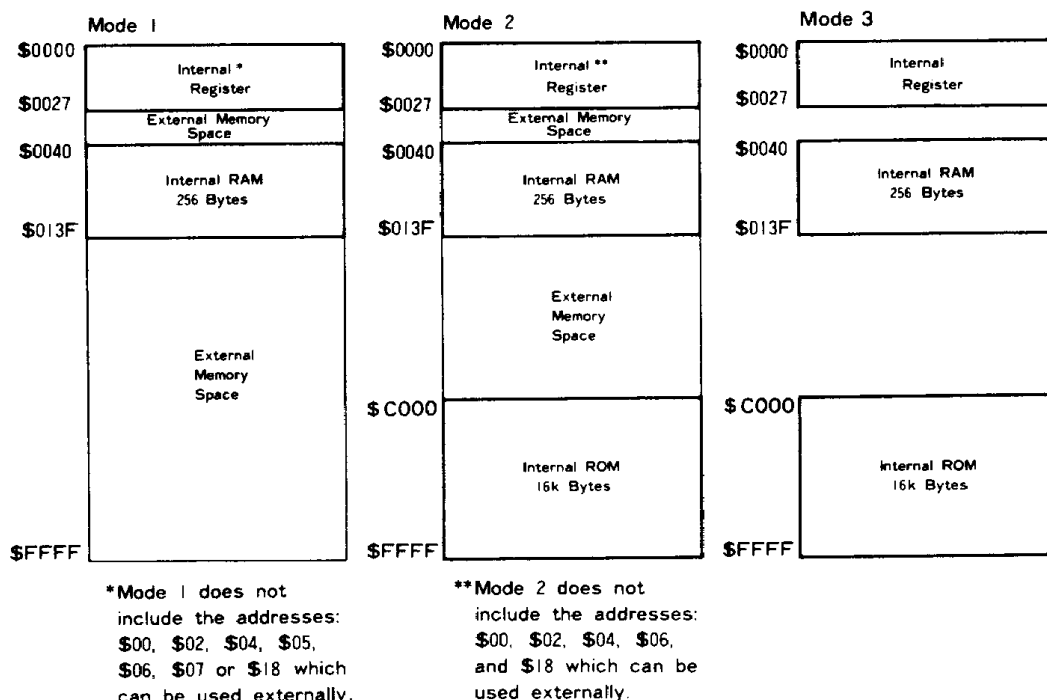 Mode 1
$0000
Internal *
Register
$0027
External Memory
Space
$0040
Internal RAM
256 Bytes
$013F
External
Memory
Space
$FFFF
*Mode 1 does not
include the addresses:
$00, $02, $04, $05,
$06, $07 or $18 which
can be used externally.
Mode 2
$0000
Internal **
Register
$0027
External Memory
Space
$0040
Internal RAM
256 Bytes
$013F
External
Memory
Space
$C000
Internal ROM
16k Bytes
$FFFF
**Mode 2 does not
include the addresses:
$00, $02, $04, $06,
and $18 which can be
used externally.
Mode 3
$0000
Internal
Register
$0027
$0040
Internal RAM
256 Bytes
$013F
$C000
Internal ROM
16k Bytes
$FFFF